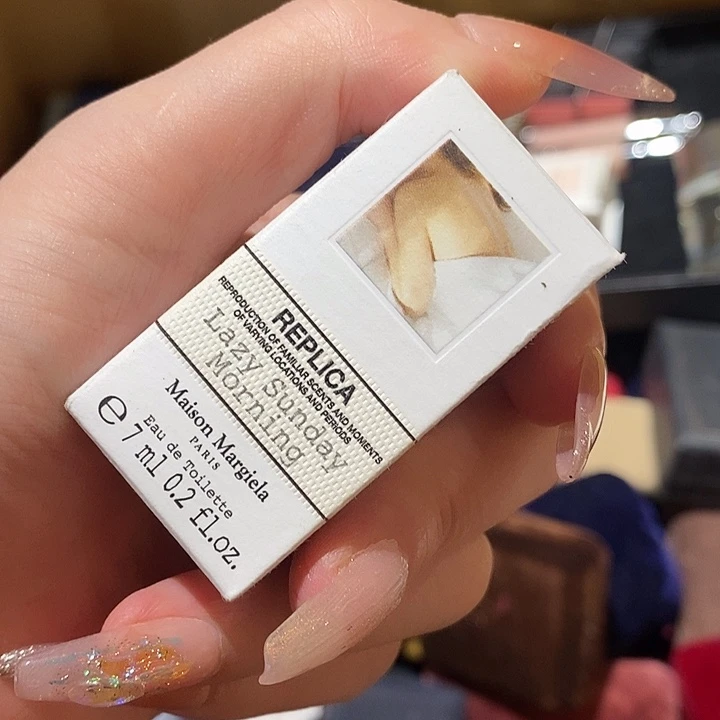 REPLICA
REPRODUCTION OF FAMILIAR SCENTS AND MOMENTS
OF VARYING LOCATIONS AND PERIODS
Lazy Sunday
Morning
Maison Margiela
PARIS
Eau de Toilette
℮ 7 ml 0.2 fl.oz.